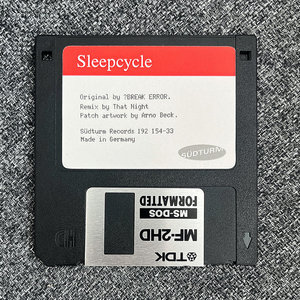 Sleepcycle
Original by ?BREAK ERROR.
Remix by That Night
Patch artwork by Arno Beck.
Südturm Records 192 154-33
Made in Germany
SÜDTURM
TDK
MF-2HD
MS-DOS
FORMATTED
HD